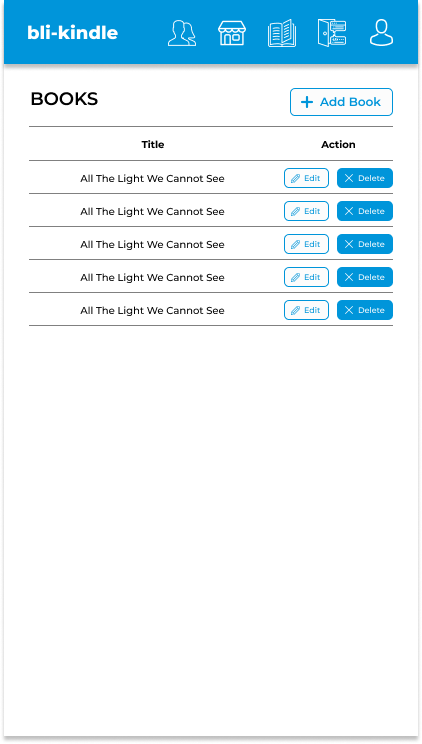 bli-kindle
BOOKS
Add Book
Title Action
All The Light We Cannot See Edit Delete
All The Light We Cannot See Edit Delete
All The Light We Cannot See Edit Delete
All The Light We Cannot See Edit Delete
All The Light We Cannot See Edit Delete